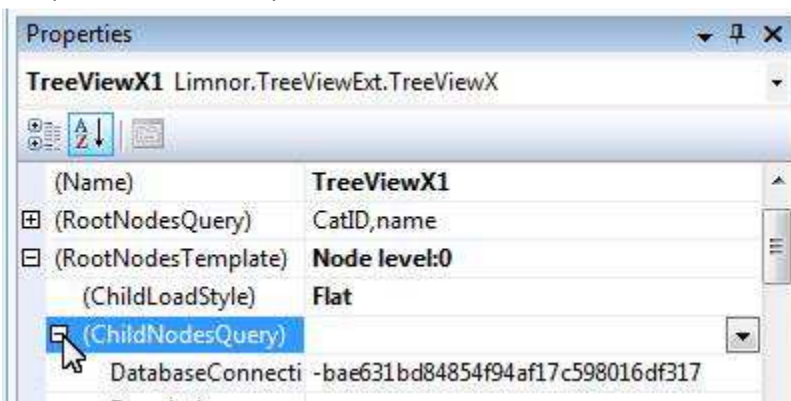 Properties
TreeViewX1 Limnor.TreeViewExt.TreeViewX
(Name) TreeViewX1
(RootNodesQuery) CatID,name
(RootNodesTemplate) Node level:0
(ChildLoadStyle) Flat
(ChildNodesQuery)
DatabaseConnecti -bae631bd84854f94af17c598016df317